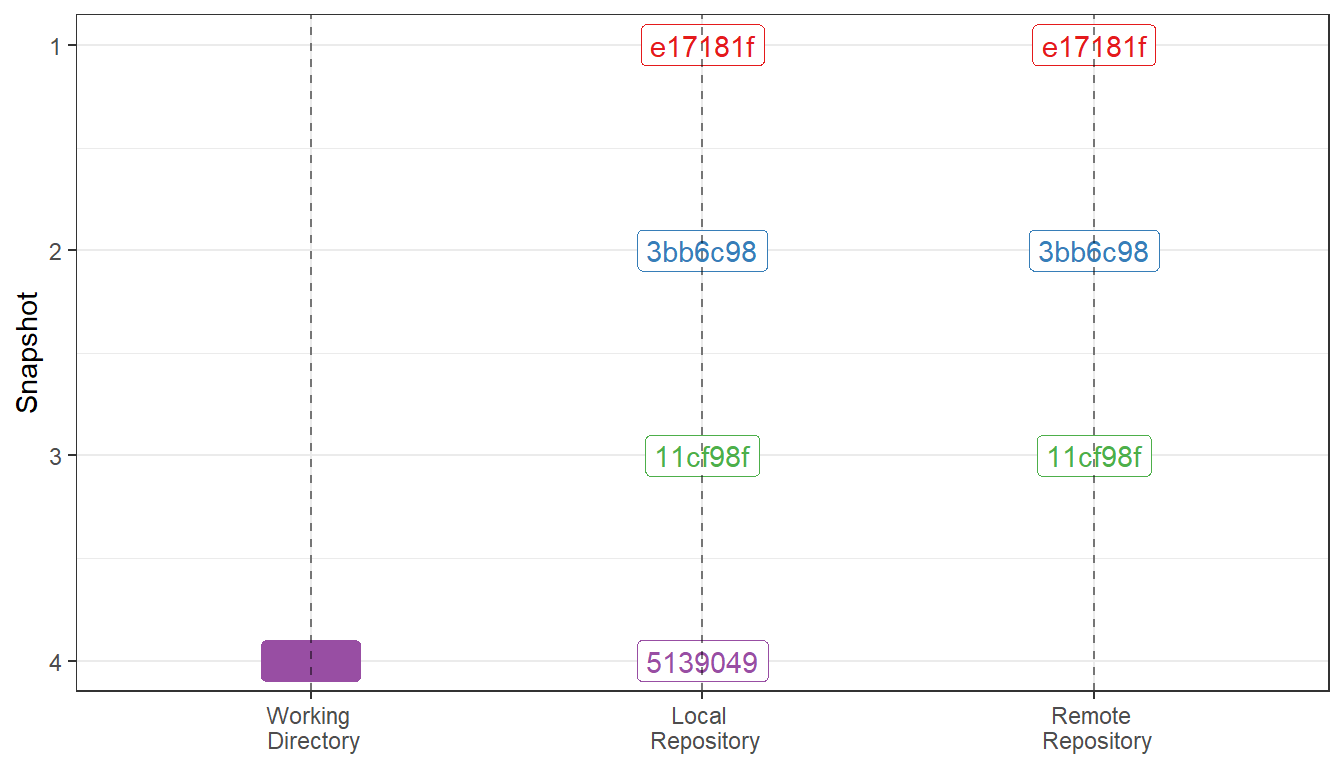 Snapshot
1
e17181f
e17181f
2
3bb6c98
3bb6c98
3
11cf98f
11cf98f
4
5139049
Working
Directory
Local
Repository
Remote
Repository